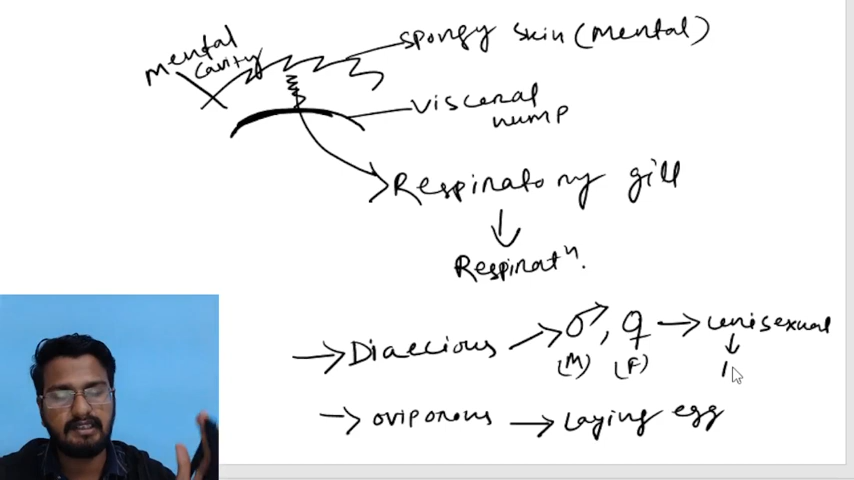 mental
cavity
spongy skin (mental)
visceral
hump
Respiratory gill
Respiratⁿ.
→ Diaecious → ♂, ♀ → unisexual
(M) (F)
→ oviporous → Laying egg